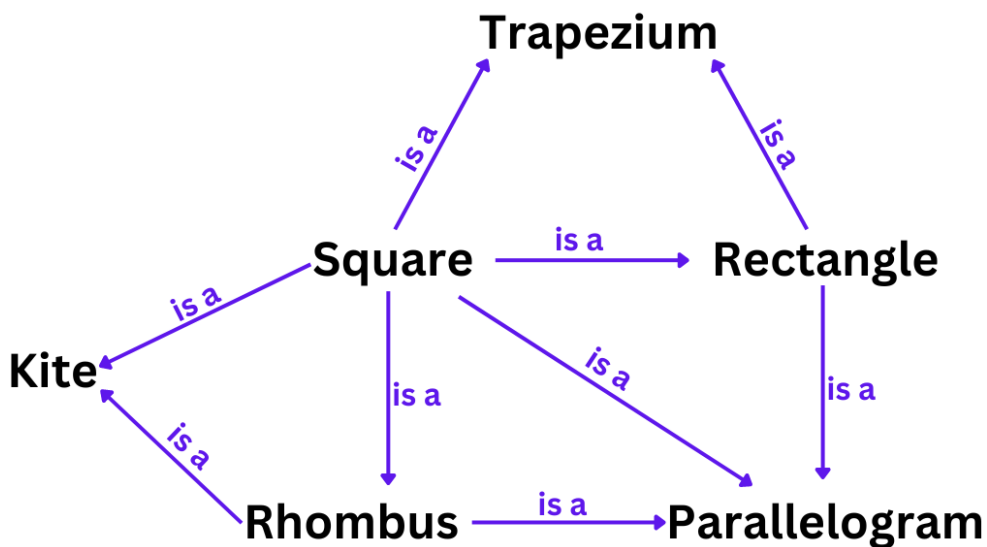 Trapezium
is a
is a
is a
Square
Rectangle
is a
Kite
is a
is a
is a
is a
is a
Rhombus
Parallelogram